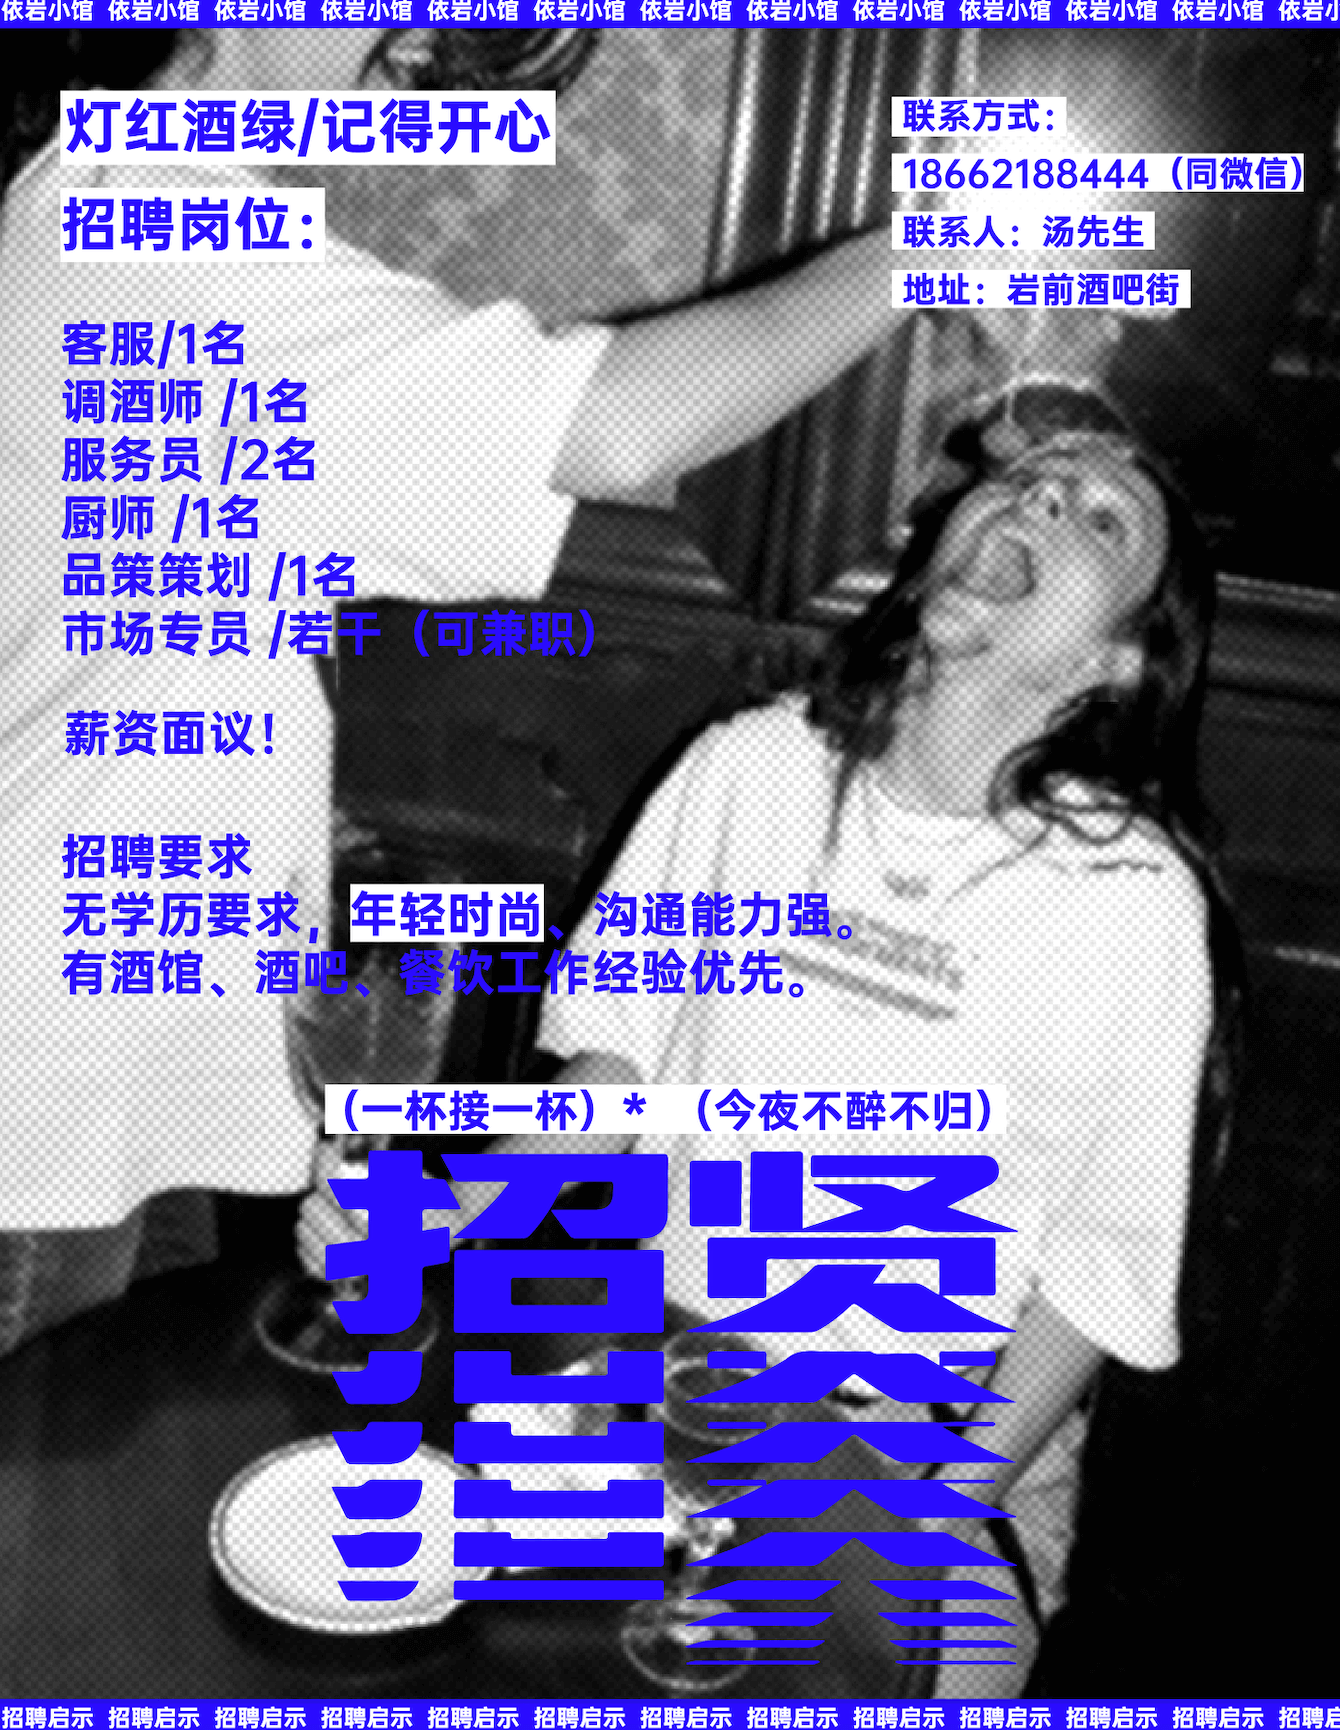 依岩小馆 依岩小馆 依岩小馆 依岩小馆 依岩小馆 依岩小馆 依岩小馆 依岩小馆 依岩小馆 依岩小馆 依岩小馆 依岩小馆 依岩小
灯红酒绿/记得开心
招聘岗位：
客服/1名
调酒师 /1名
服务员 /2名
厨师 /1名
品策策划 /1名
市场专员 /若干（可兼职）
薪资面议！
联系方式：
18662188444（同微信）
联系人：汤先生
地址：岩前酒吧街
招聘要求
无学历要求，年轻时尚、沟通能力强。
有酒馆、酒吧、餐饮工作经验优先。
（一杯接一杯）* （今夜不醉不归）
招贤
招聘启示 招聘启示 招聘启示 招聘启示 招聘启示 招聘启示 招聘启示 招聘启示 招聘启示 招聘启示 招聘启示 招聘启示 招聘启